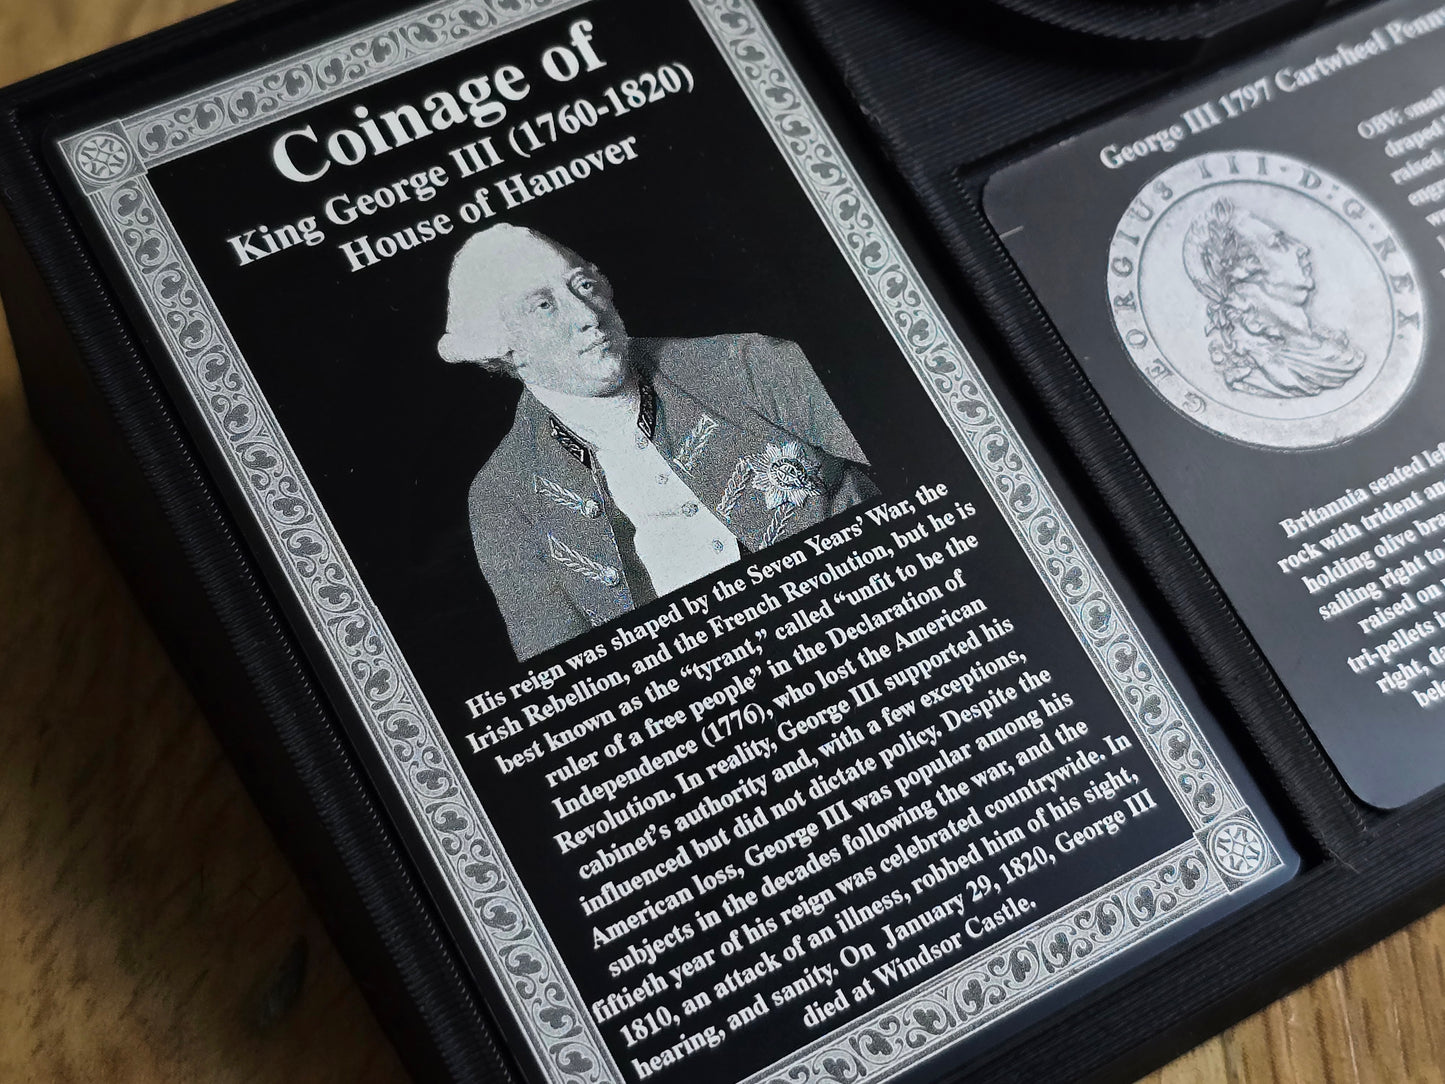 Coinage of
King George III (1760-1820)
House of Hanover
His reign was shaped by the Seven Years’ War, the
Irish Rebellion, and the French Revolution, but he is
best known as the “tyrant,” called “unfit to be the
ruler of a free people” in the Declaration of
Independence (1776), who lost the American
Revolution. In reality, George III supported his
cabinet’s authority and, with a few exceptions,
influenced but did not dictate policy. Despite the
American loss, George III was popular among his
subjects in the decades following the war, and the
fiftieth year of his reign was celebrated countrywide. In
1810, an attack of an illness, robbed him of his sight,
hearing, and sanity. On January 29, 1820, George III
died at Windsor Castle.
George III 1797 Cartwheel
OBV: small
draped
raised
GEORGIUS III·D:G·REX.
Britannia seated
rock with trident
holding olive
sailing right to
raised on
tri-pellets
right,